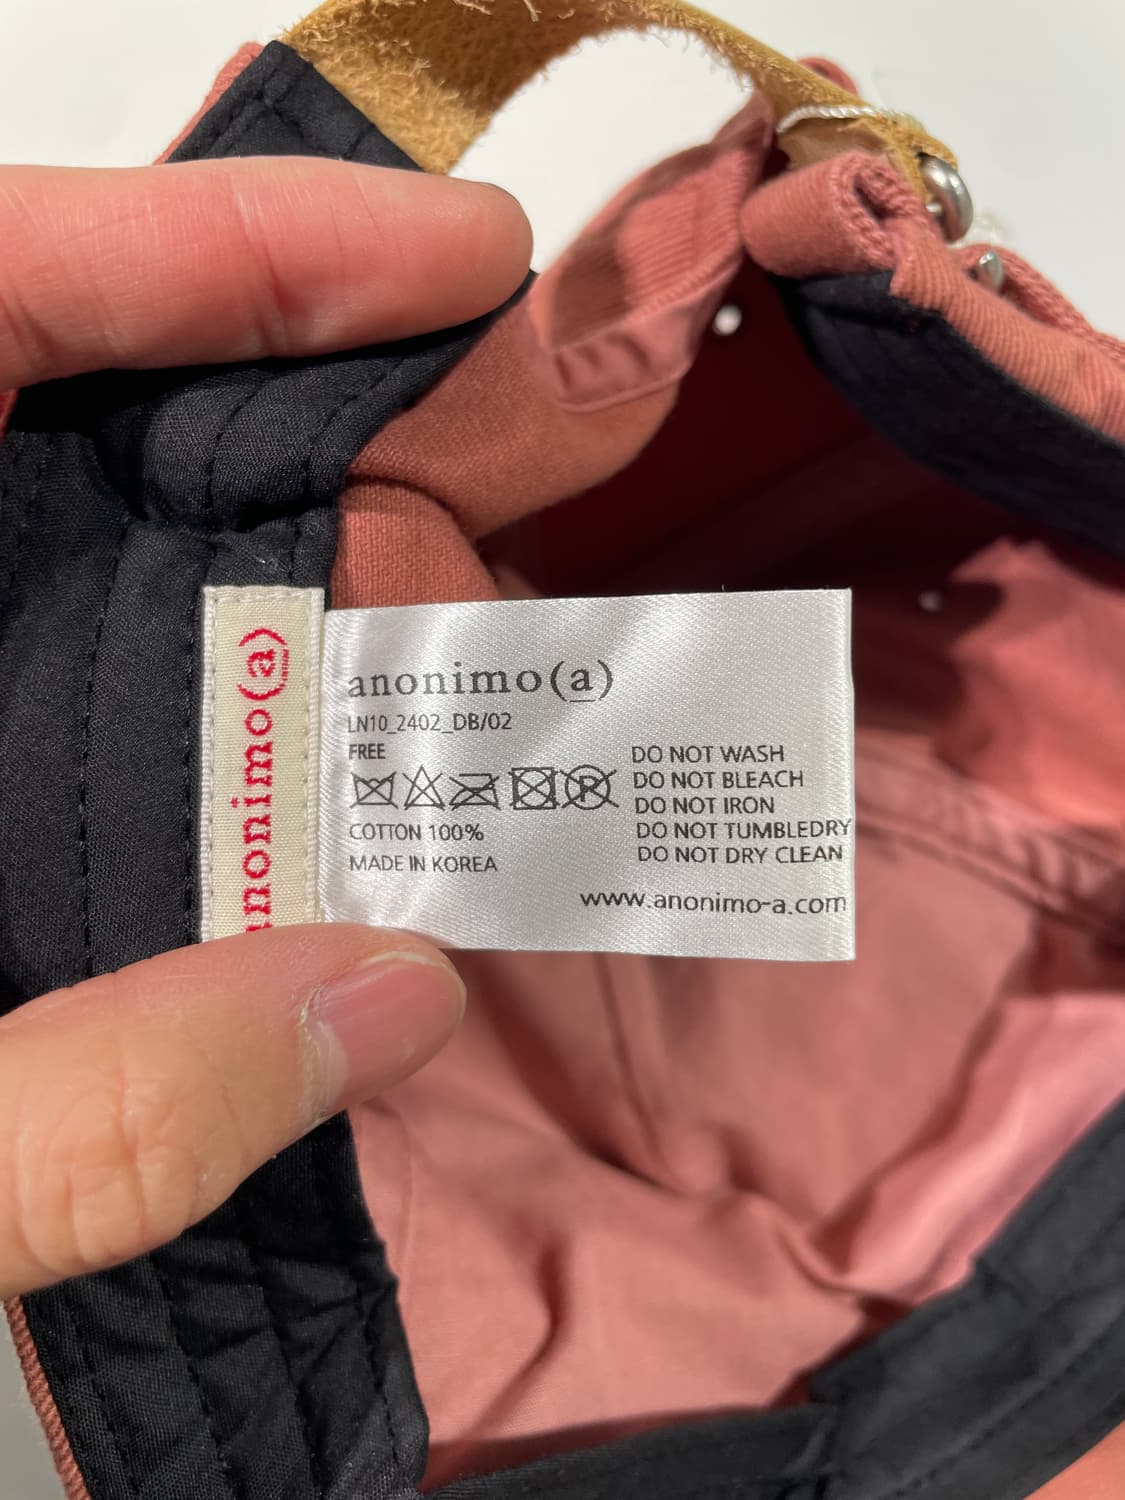 anonimo(a)
anonimo(a)
LN10_2402_DB/02
FREE
P
COTTON 100%
MADE IN KOREA
DO NOT WASH
DO NOT BLEACH
DO NOT IRON
DO NOT TUMBLEDRY
DO NOT DRY CLEAN
www.anonimo-a.com